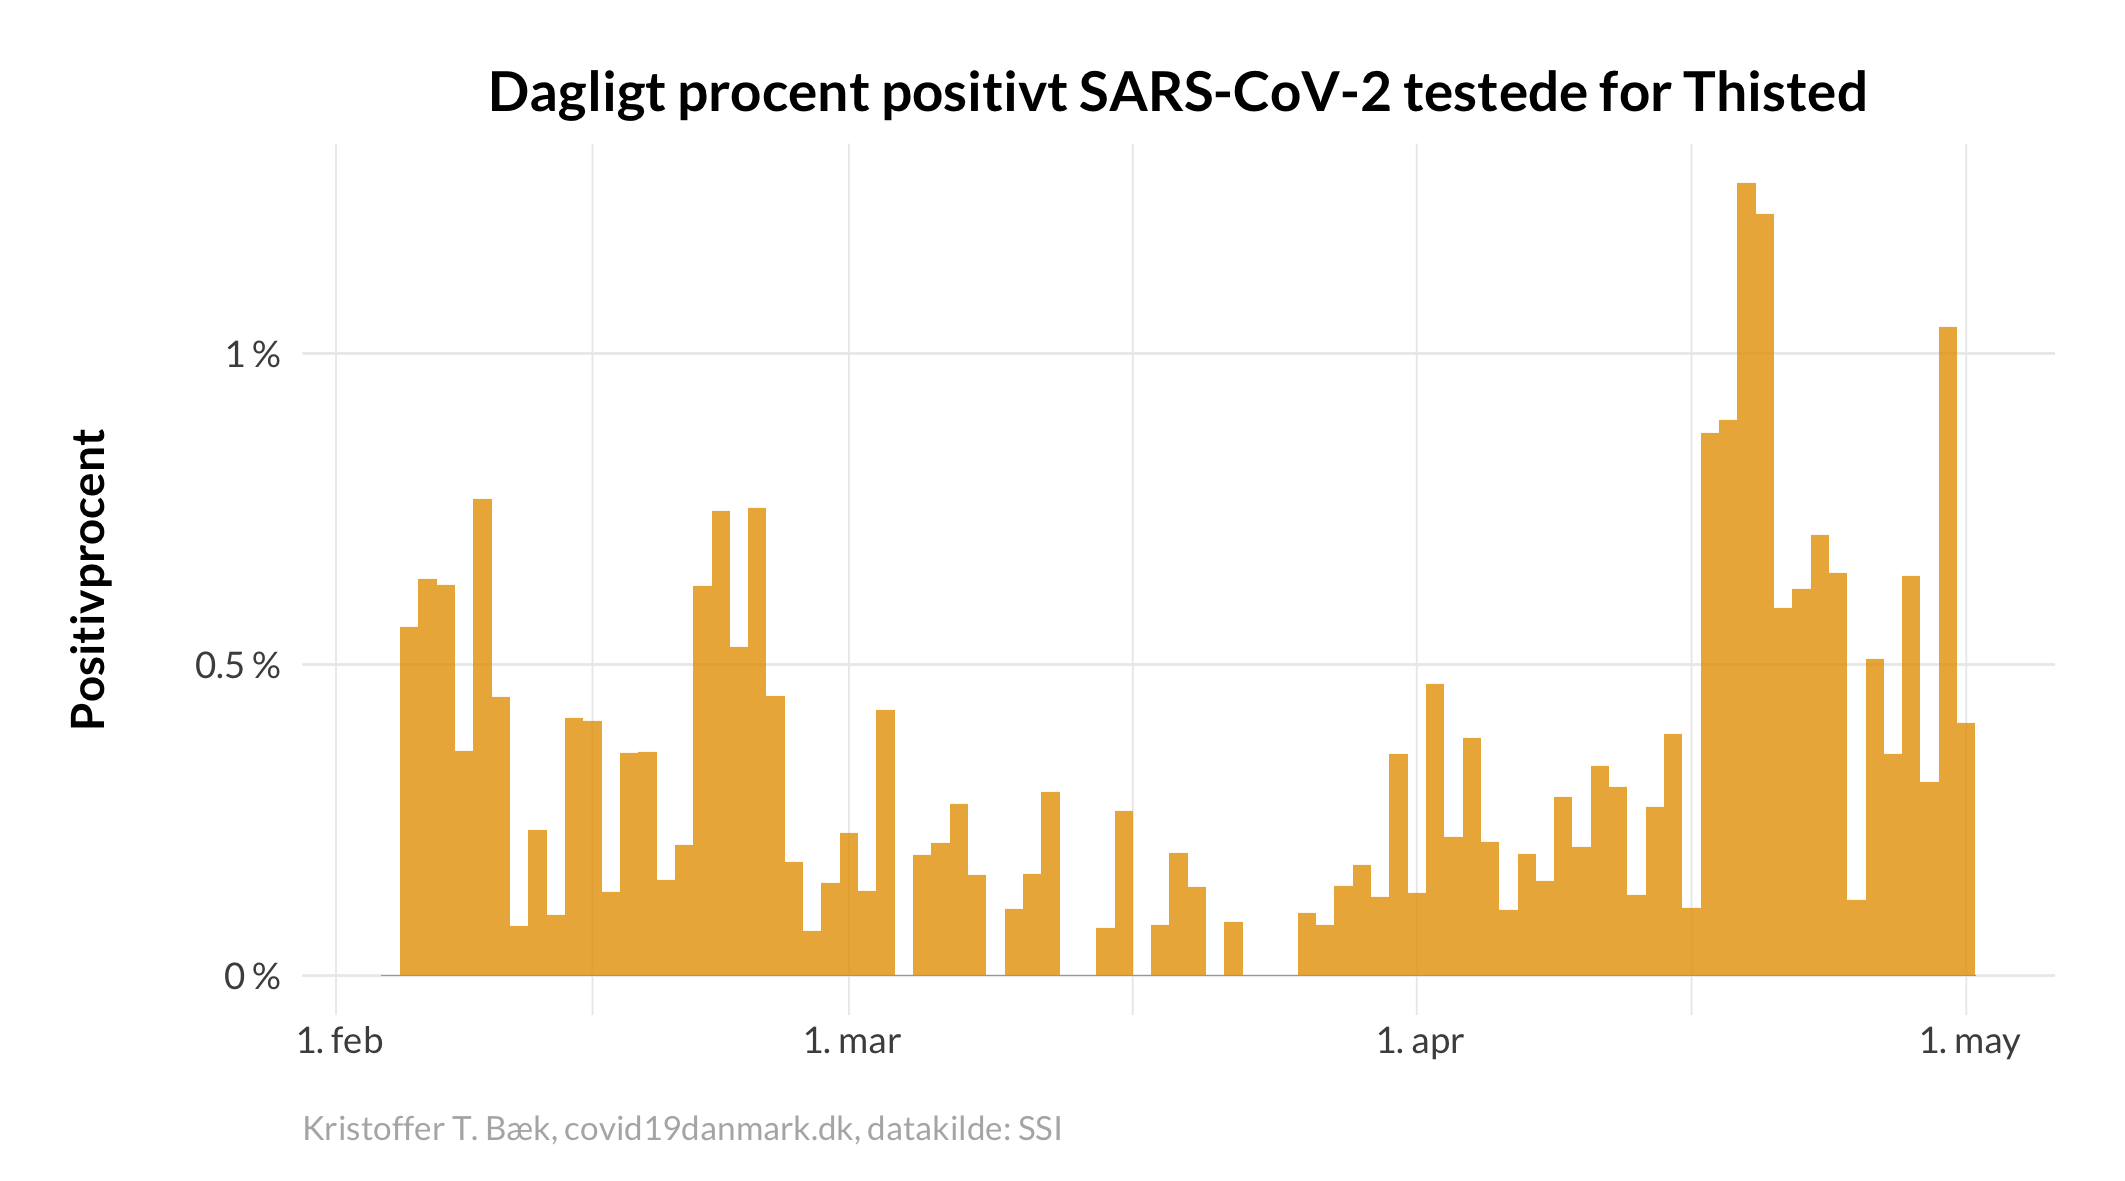 Dagligt procent positivt SARS-CoV-2 testede for Thisted
Positivprocent
1 %
0.5 %
0 %
1. feb
1. mar
1. apr
1. may
Kristoffer T. Bæk, covid19danmark.dk, datakilde: SSI